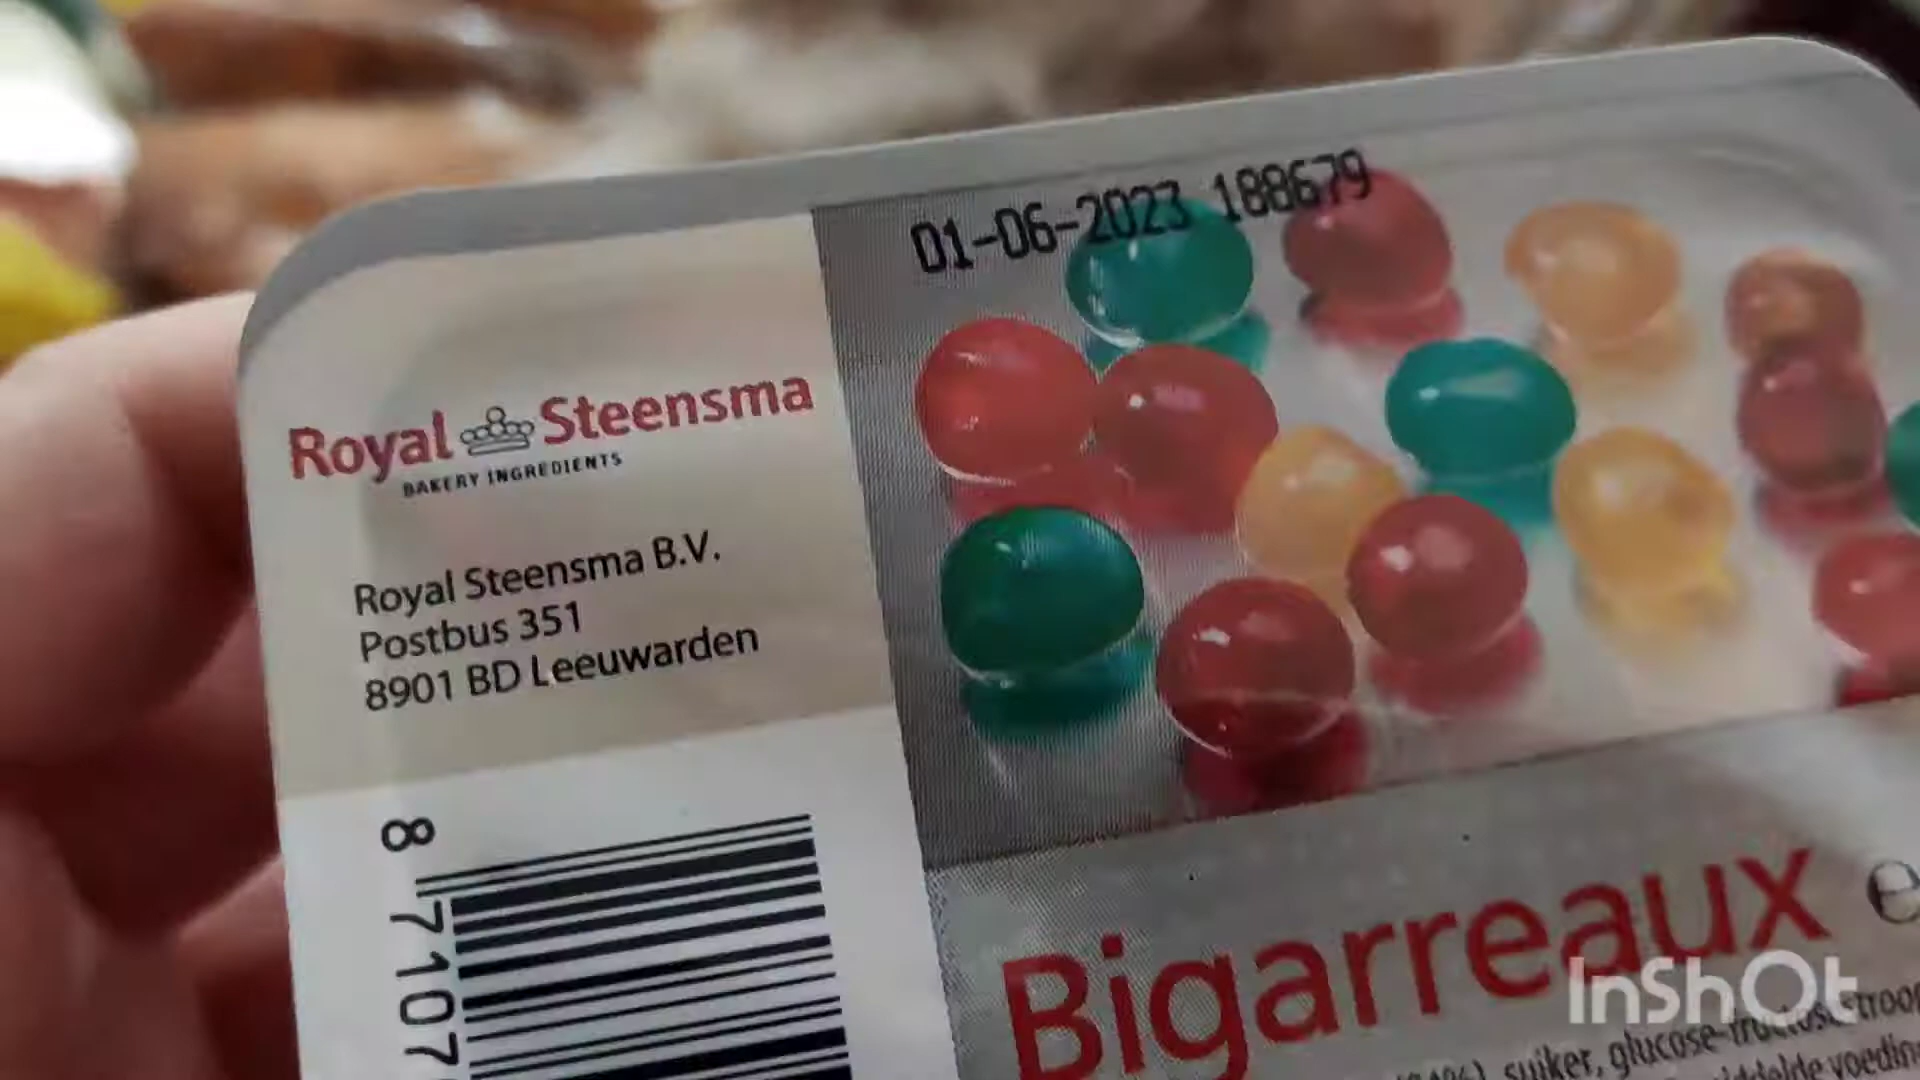 01-06-2023 188679
Royal Steensma
BAKERY INGREDIENTS
Royal Steensma B.V.
Postbus 351
8901 BD Leeuwarden
8 7107
Bigarreaux e
suiker, glucose-fructosestroop
InShOt